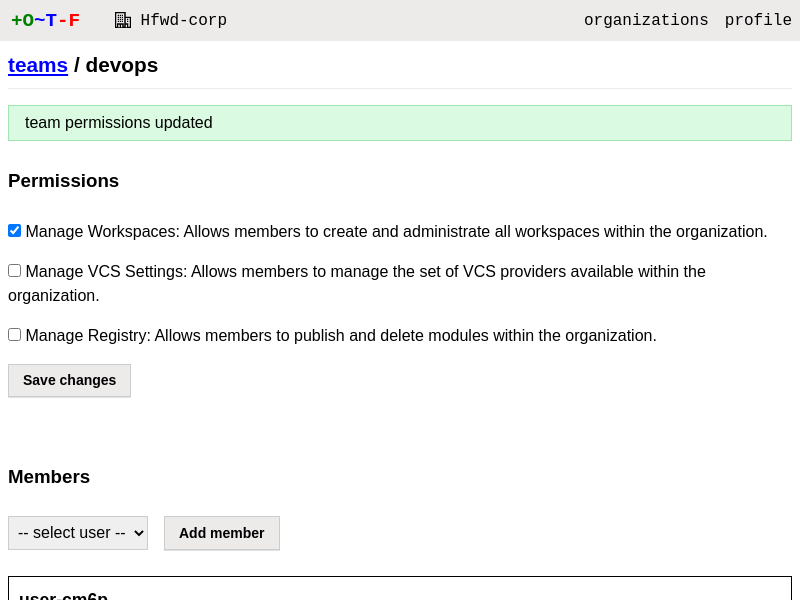 +O~T-F Hfwd-corp organizations profile
teams / devops
team permissions updated
Permissions
Manage Workspaces: Allows members to create and administrate all workspaces within the organization.
Manage VCS Settings: Allows members to manage the set of VCS providers available within the
organization.
Manage Registry: Allows members to publish and delete modules within the organization.
Save changes
Members
-- select user -- Add member